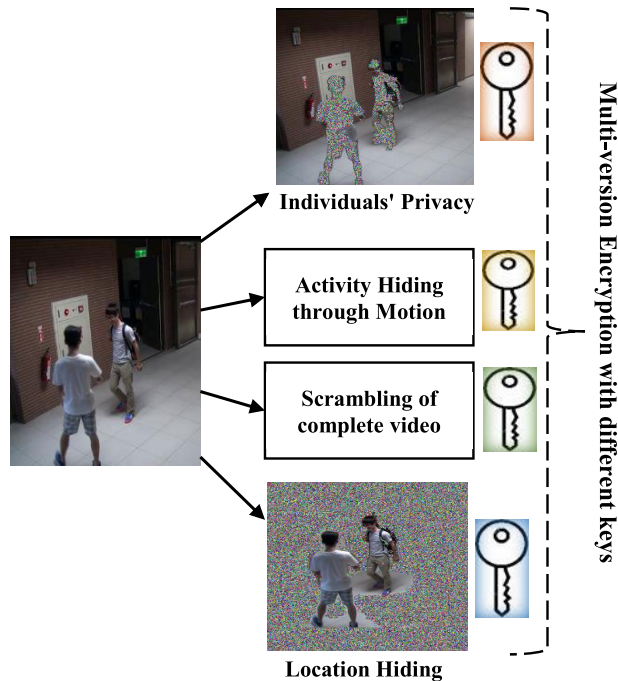 Individuals' Privacy
Activity Hiding
through Motion
Scrambling of
complete video
Location Hiding
Multi-version Encryption with different keys